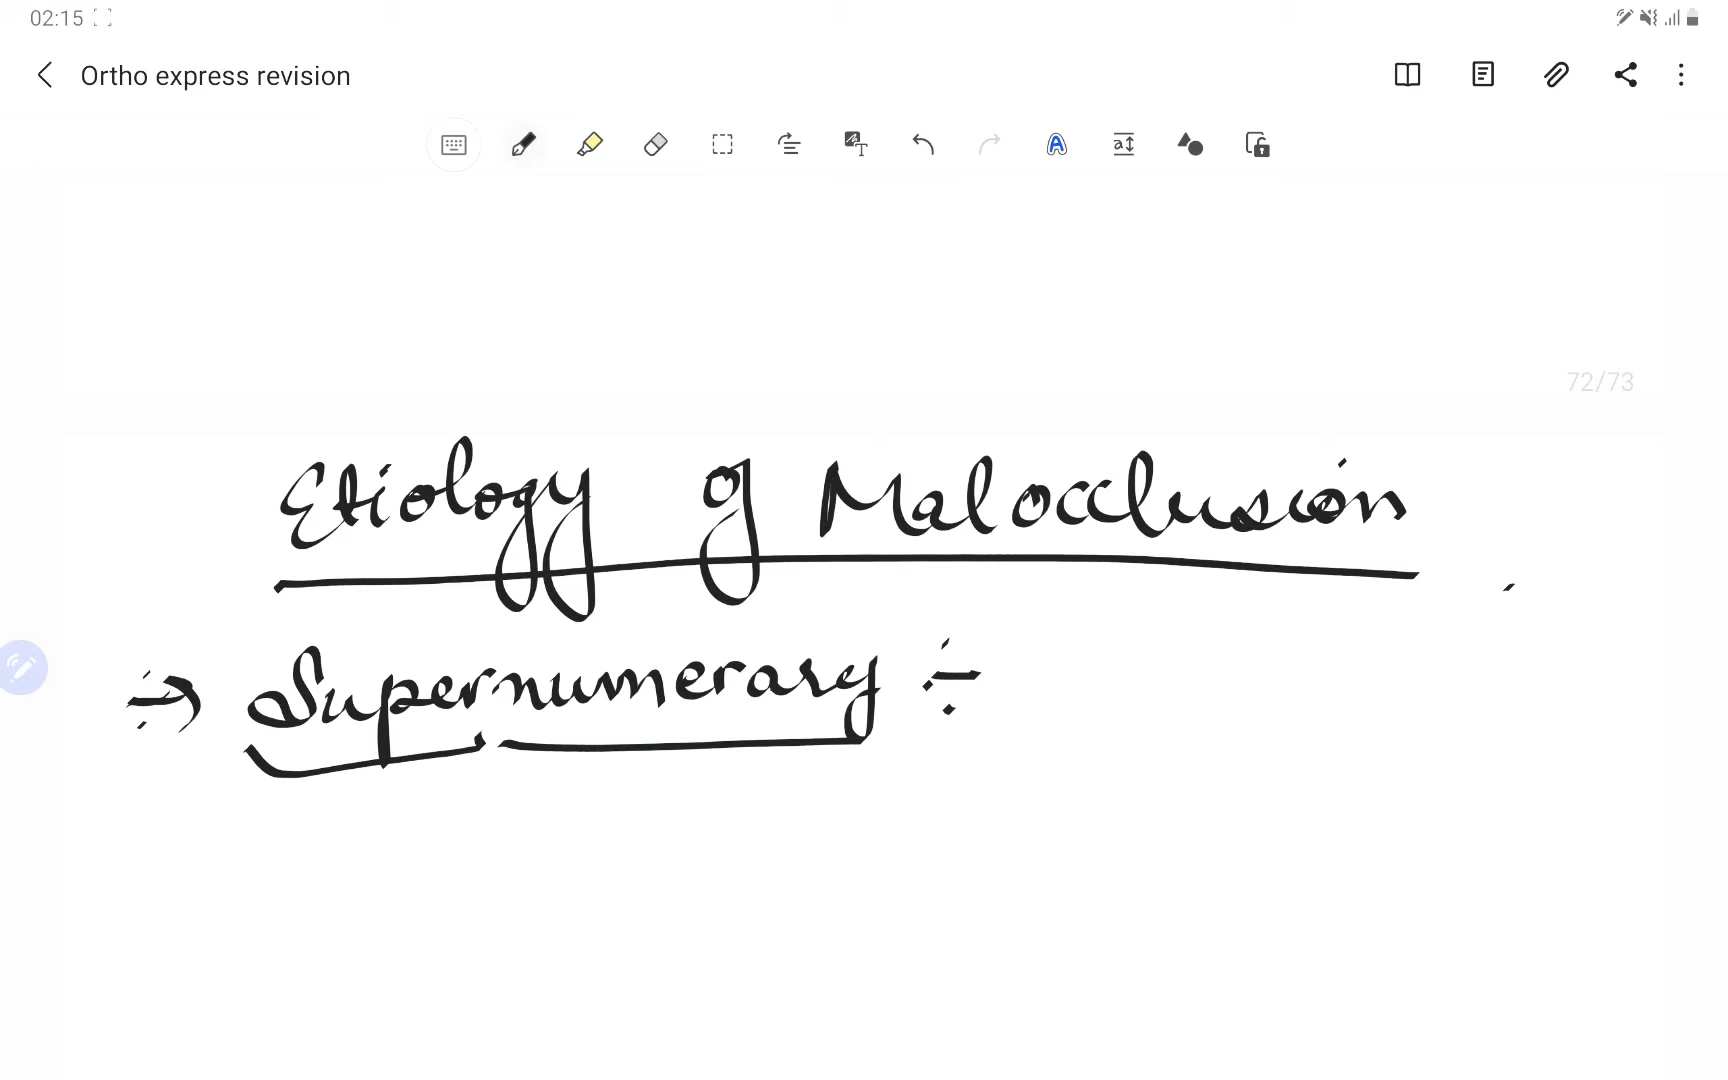 02:15
Ortho express revision
72/73
Etiology of Malocclusion
→ Supernumerary ÷